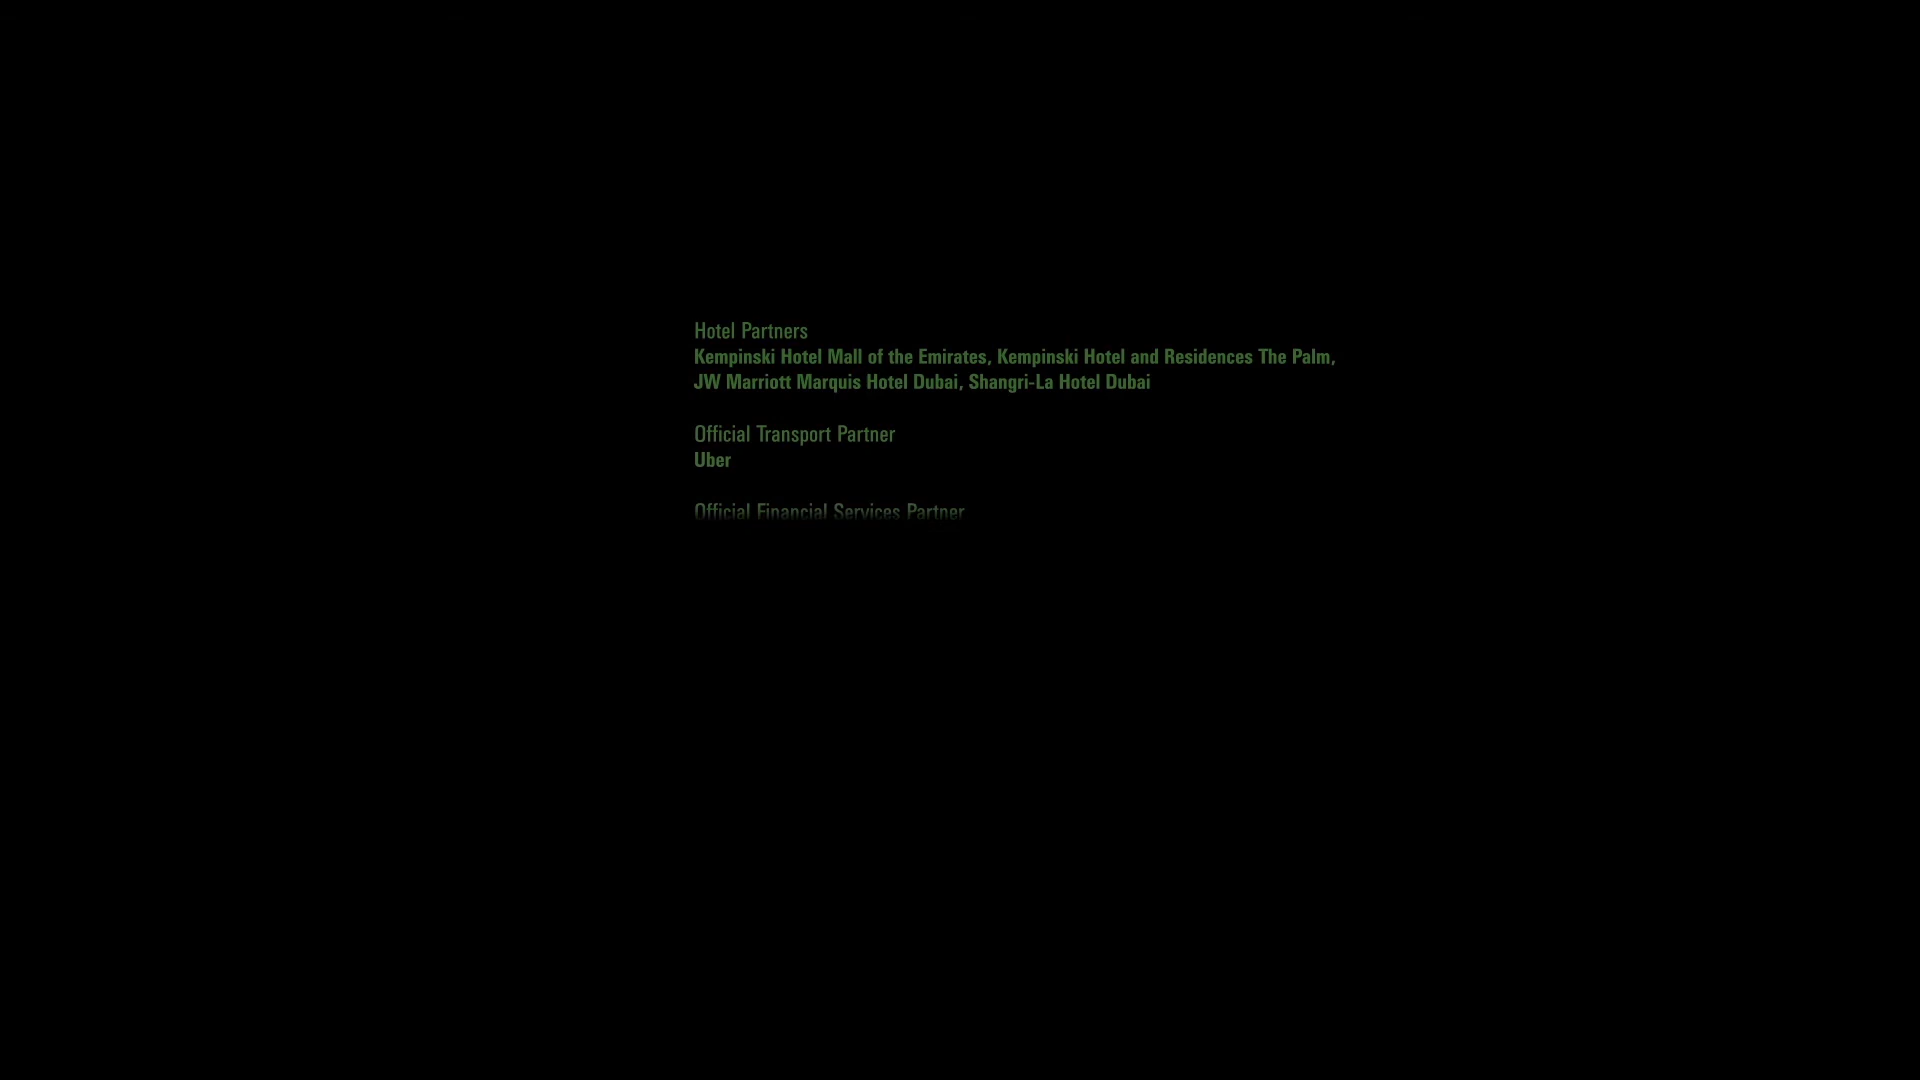 Hotel Partners
Kempinski Hotel Mall of the Emirates, Kempinski Hotel and Residences The Palm,
JW Marriott Marquis Hotel Dubai, Shangri-La Hotel Dubai
Official Transport Partner
Uber
Official Financial Services Partner